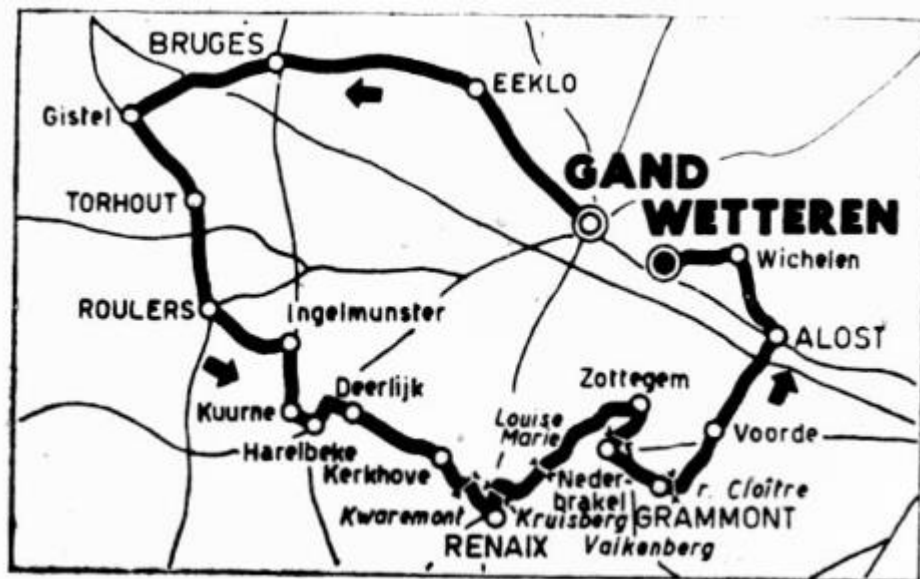 BRUGES
EEKLO
Gistel
GAND
TORHOUT
WETTEREN
Wichelen
ROULERS
Ingelmunster
ALOST
Deerlijk
Zottegem
Kuurne
Louise
Marie
Voorde
Harelbeke
Kerkhove
Neder-
brakel
r. Cloître
Kwaremont
Kruisberg
GRAMMONT
RENAIX
Valkenberg